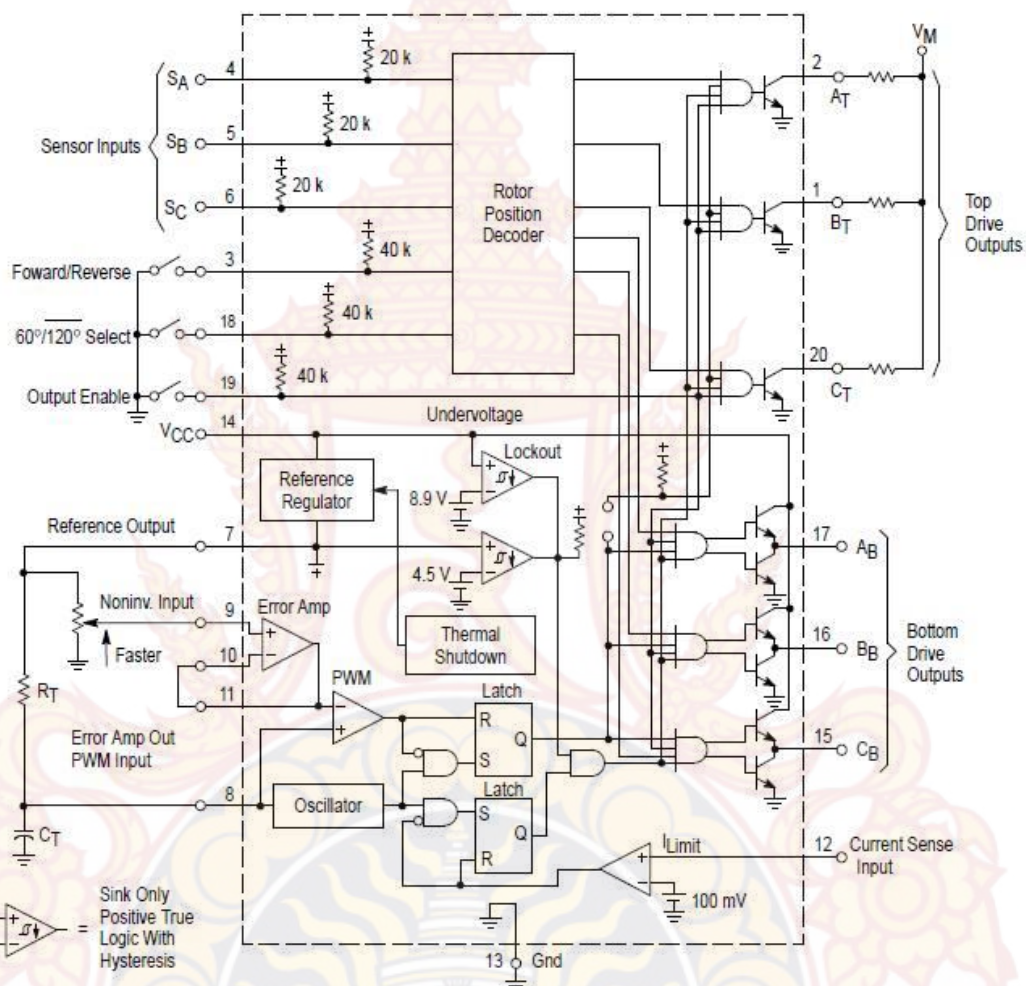 VM
20 k
2
SA
4
AT
20 k
SB
5
Sensor Inputs
20 k
1
SC
6
Rotor
Position
Decoder
BT
Top
Drive
Outputs
40 k
Foward/Reverse
3
40 k
60°/120° Select
18
20
40 k
CT
Output Enable
19
Undervoltage
VCC
14
Lockout
Reference
Regulator
8.9 V
Reference Output
7
17
AB
4.5 V
Noninv. Input
9
Error Amp
Thermal
Shutdown
Faster
10
16
BB
Bottom
Drive
Outputs
RT
11
PWM
Latch
R
Q
S
15
CB
Error Amp Out
PWM Input
8
Oscillator
Latch
S
Q
R
CT
ILimit
12
Current Sense
Input
100 mV
= Sink Only
Positive True
Logic With
Hysteresis
13
Gnd